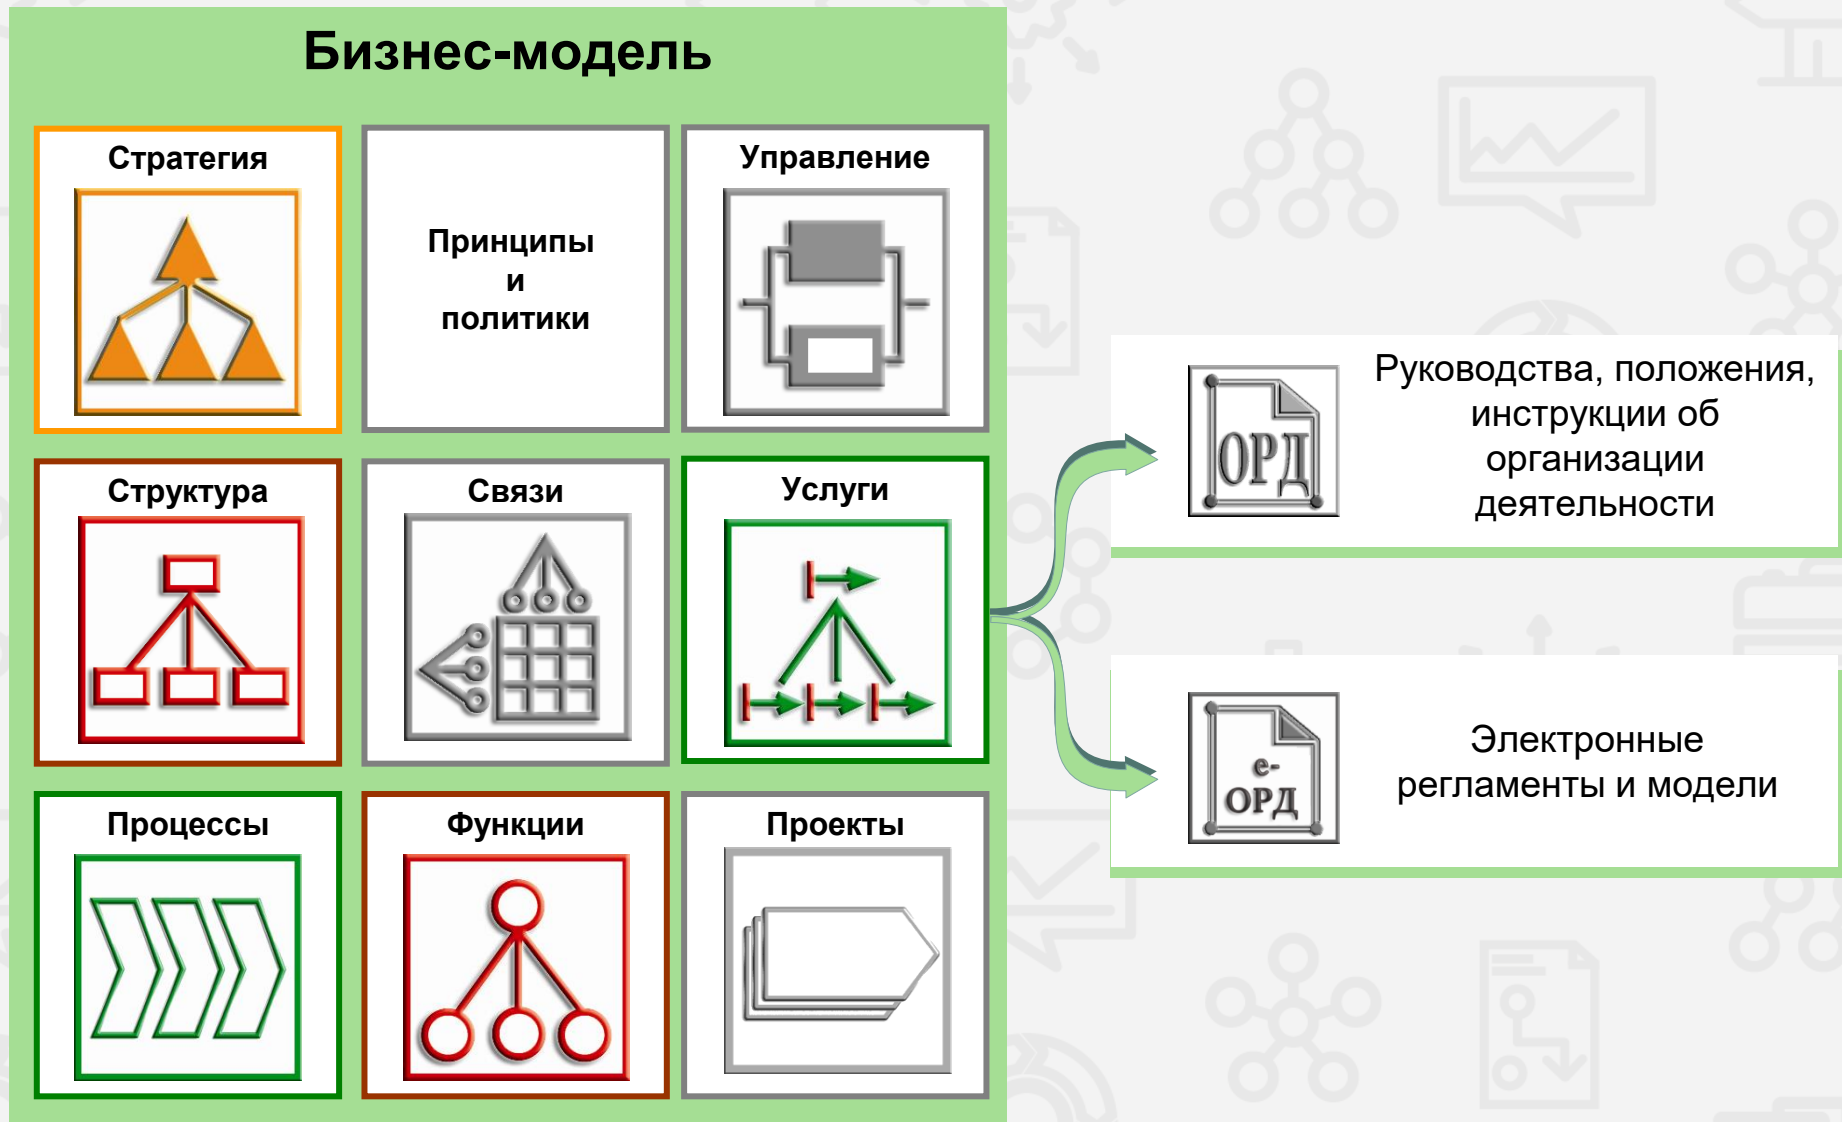 Бизнес-модель
Стратегия
Принципы
и
политики
Управление
Структура
Связи
Услуги
Процессы
Функции
Проекты
ОРД
Руководства, положения,
инструкции об
организации
деятельности
е-
ОРД
Электронные
регламенты и модели